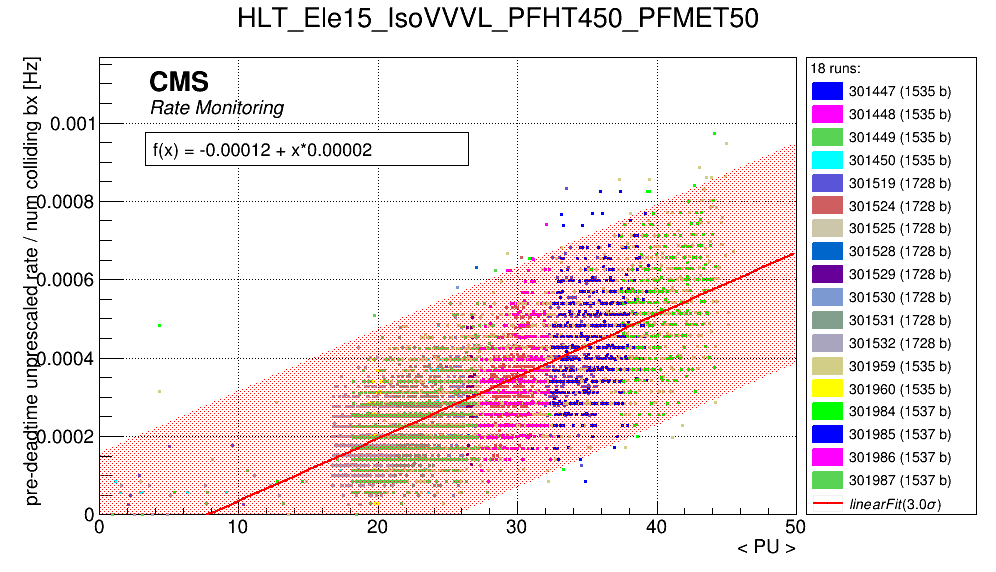 HLT_Ele15_IsoVVVL_PFHT450_PFMET50
pre-deadtime unprescaled rate / num colliding bx [Hz]
CMS
Rate Monitoring
f(x) = -0.00012 + x*0.00002
0.001
0.0008
0.0006
0.0004
0.0002
0
0 10 20 30 40 50
< PU >
18 runs:
301447 (1535 b)
301448 (1535 b)
301449 (1535 b)
301450 (1535 b)
301519 (1728 b)
301524 (1728 b)
301525 (1728 b)
301528 (1728 b)
301529 (1728 b)
301530 (1728 b)
301531 (1728 b)
301532 (1728 b)
301959 (1535 b)
301960 (1535 b)
301984 (1537 b)
301985 (1537 b)
301986 (1537 b)
301987 (1537 b)
linearFit(3.0σ)